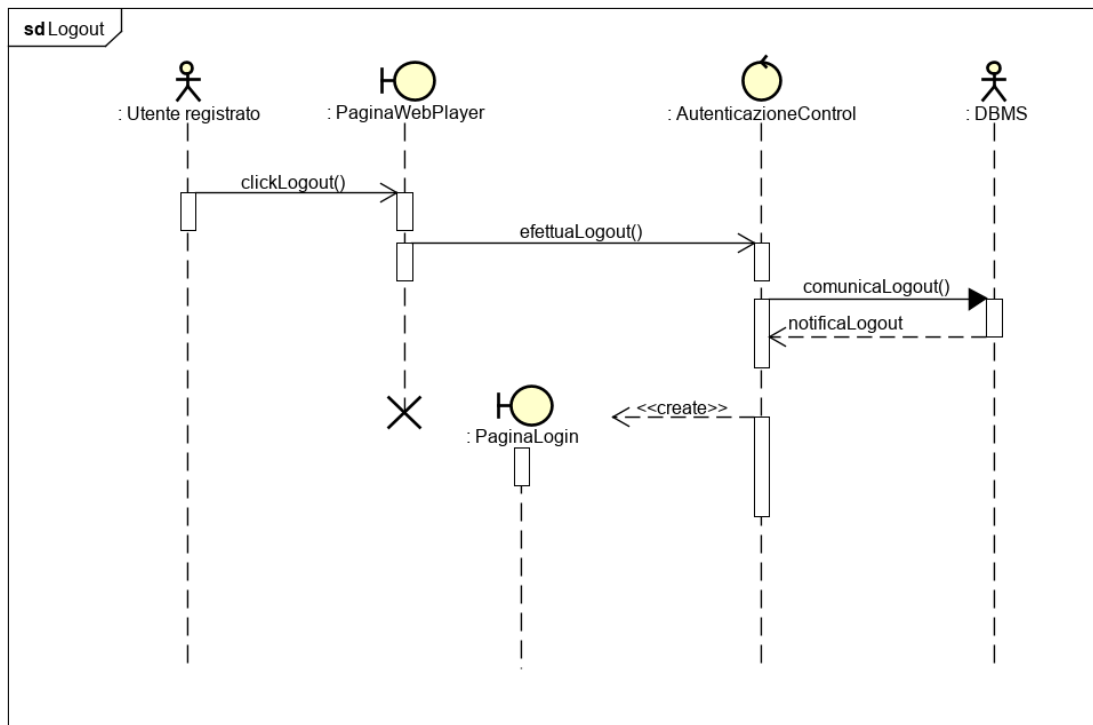 sd Logout
: Utente registrato
: PaginaWebPlayer
: AutenticazioneControl
: DBMS
clickLogout()
efettuaLogout()
comunicaLogout()
notificaLogout
<<create>>
: PaginaLogin